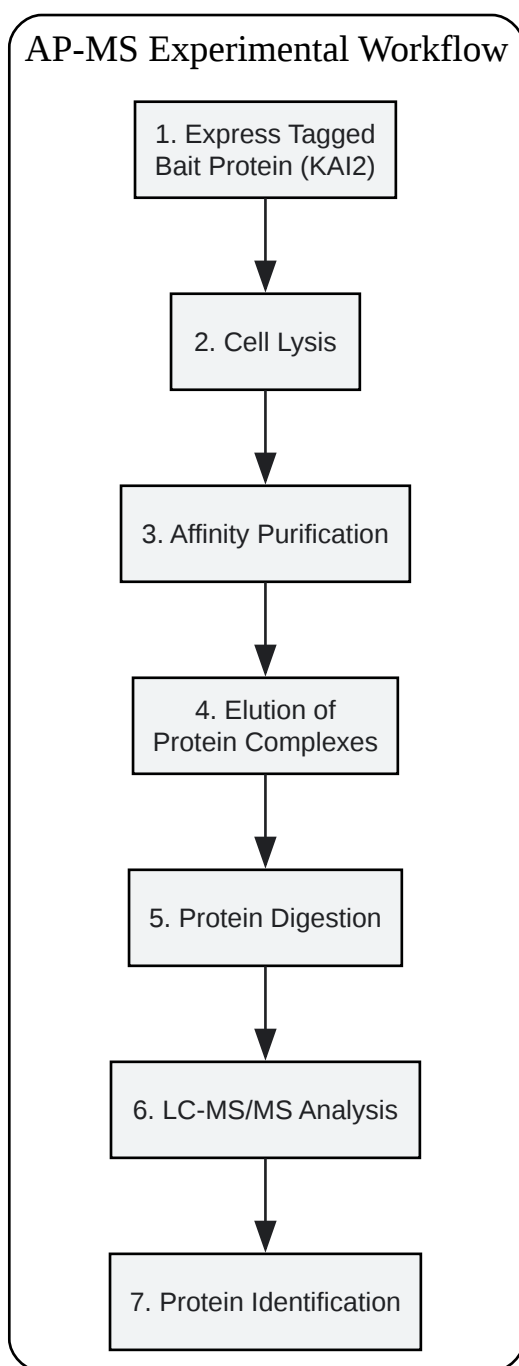 AP-MS Experimental Workflow
1. Express Tagged
Bait Protein (KAI2)
2. Cell Lysis
3. Affinity Purification
4. Elution of
Protein Complexes
5. Protein Digestion
6. LC-MS/MS Analysis
7. Protein Identification